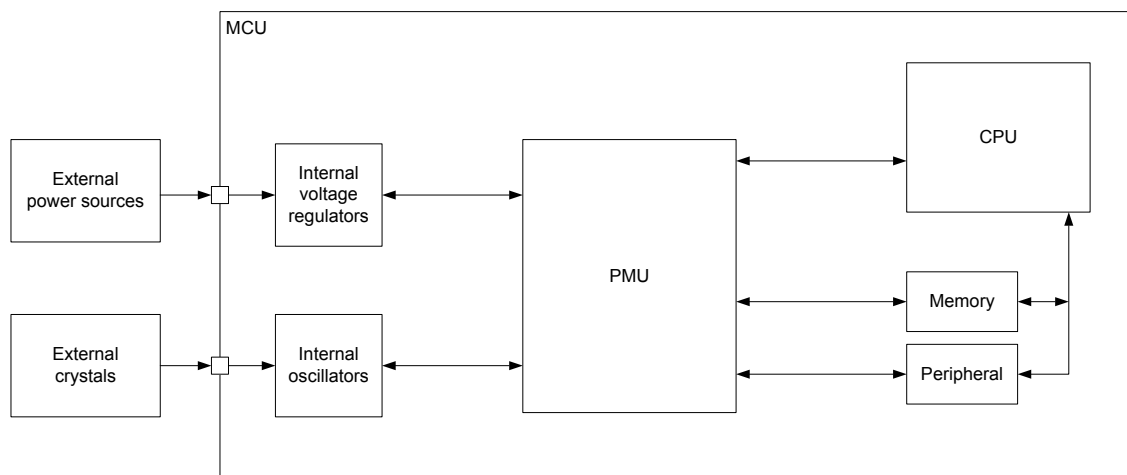 MCU
CPU
External
power sources
Internal
voltage
regulators
PMU
Memory
External
crystals
Internal
oscillators
Peripheral